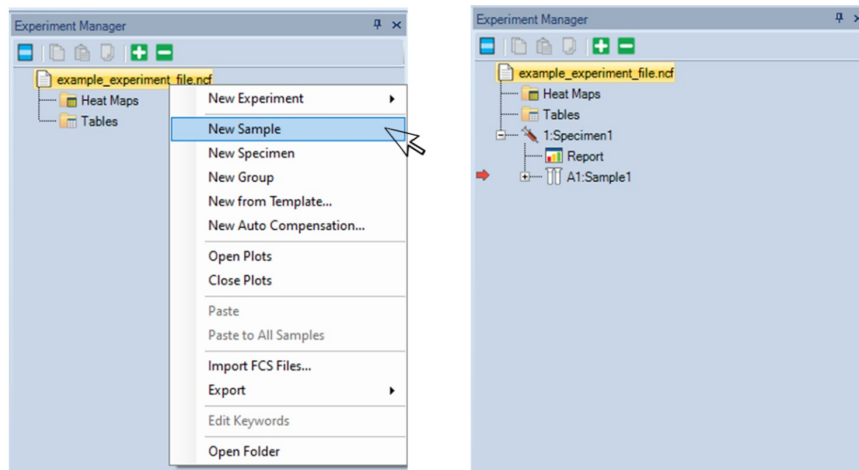 Experiment Manager
example_experiment_file.ncf
Heat Maps
Tables
New Experiment
New Sample
New Specimen
New Group
New from Template...
New Auto Compensation...
Open Plots
Close Plots
Paste
Paste to All Samples
Import FCS Files...
Export
Edit Keywords
Open Folder
Experiment Manager
example_experiment_file.ncf
Heat Maps
Tables
1:Specimen1
Report
A1:Sample1